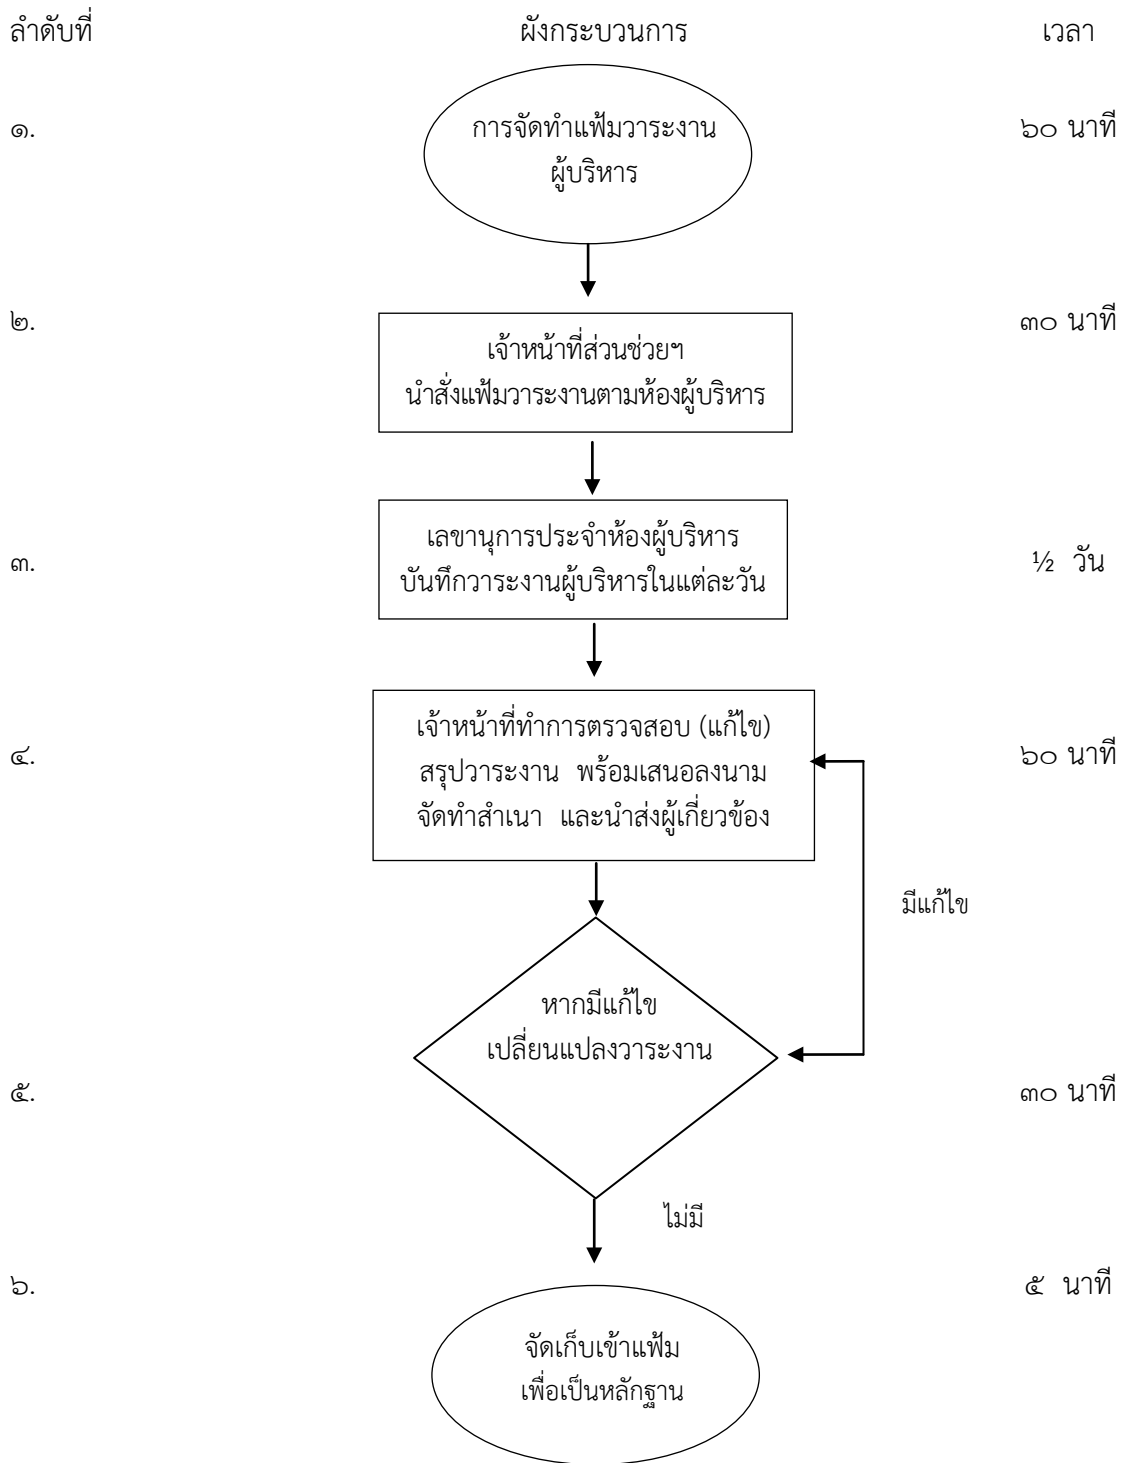 ลำดับที่ ผังกระบวนการ เวลา
๑. การจัดทำแฟ้มวาระงาน ๖๐ นาที
ผู้บริหาร
๒. ๓๐ นาที
เจ้าหน้าที่ส่วนช่วยฯ
นำสั่งแฟ้มวาระงานตามห้องผู้บริหาร
เลขานุการประจำห้องผู้บริหาร
๓. ½ วัน
บันทึกวาระงานผู้บริหารในแต่ละวัน
เจ้าหน้าที่ทำการตรวจสอบ (แก้ไข)
๔. สรุปวาระงาน พร้อมเสนอลงนาม ๖๐ นาที
จัดทำสำเนา และนำส่งผู้เกี่ยวข้อง
มีแก้ไข
หากมีแก้ไข
เปลี่ยนแปลงวาระงาน
๕. ๓๐ นาที
ไม่มี
๖. ๕ นาที
จัดเก็บเข้าแฟ้ม
เพื่อเป็นหลักฐาน